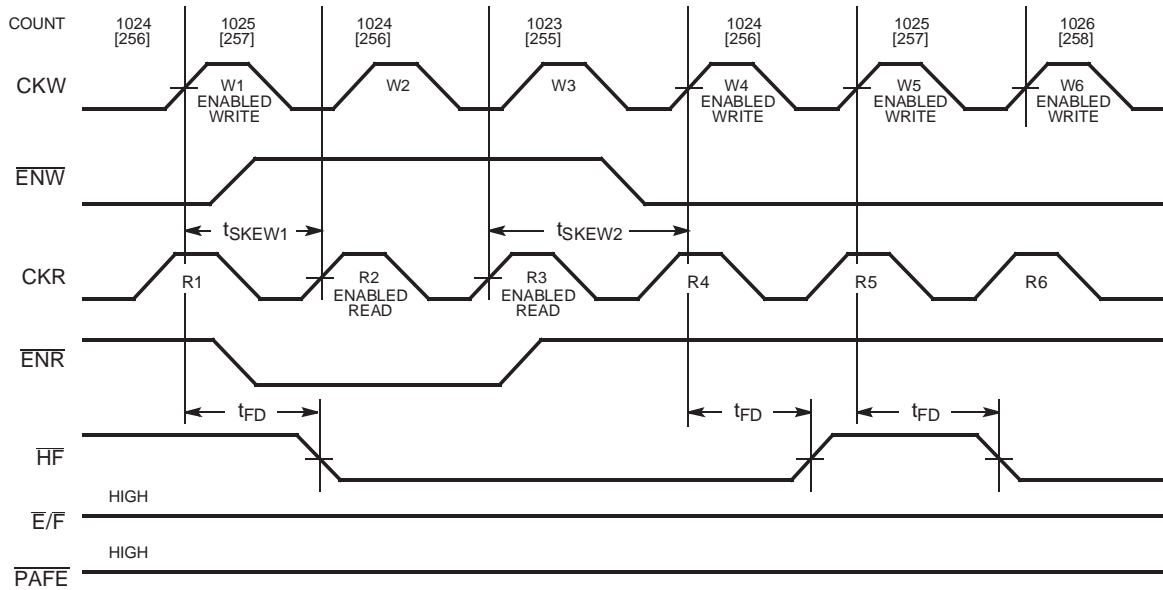 COUNT 1024 1025 1024 1023 1024 1025 1026
[256] [257] [256] [255] [256] [257] [258]
CKW W1 W2 W3 W4 W5 W6
ENABLED ENABLED ENABLED ENABLED
WRITE WRITE WRITE WRITE
ENW
tSKEW1 tSKEW2
CKR R1 R2 R3 R4 R5 R6
ENABLED ENABLED
READ READ
ENR
tFD tFD tFD
HF
HIGH
E/F
HIGH
PAFE